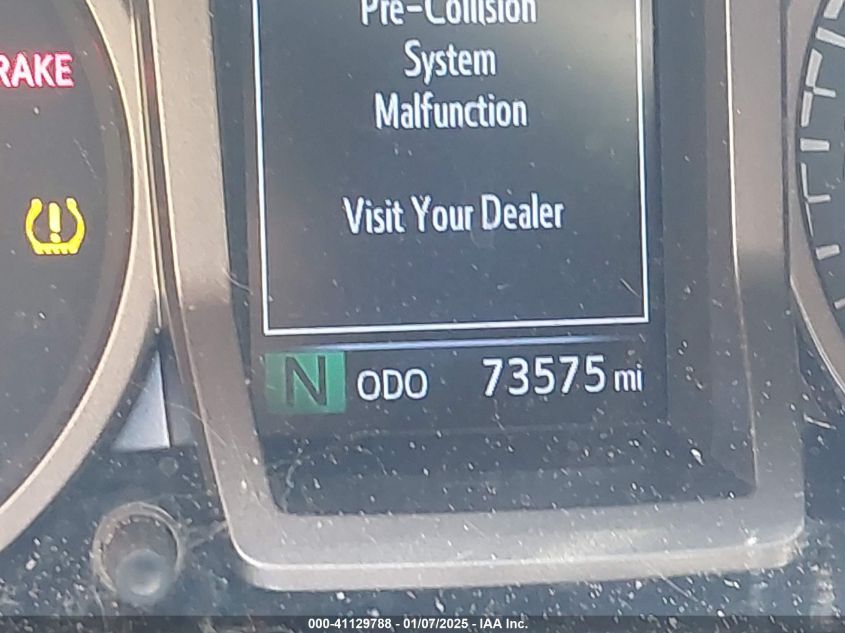 Pre-Collision
RAKE
System
Malfunction
Visit Your Dealer
N ODO 73575 mi
000-41129788 - 01/07/2025 - IAA Inc.